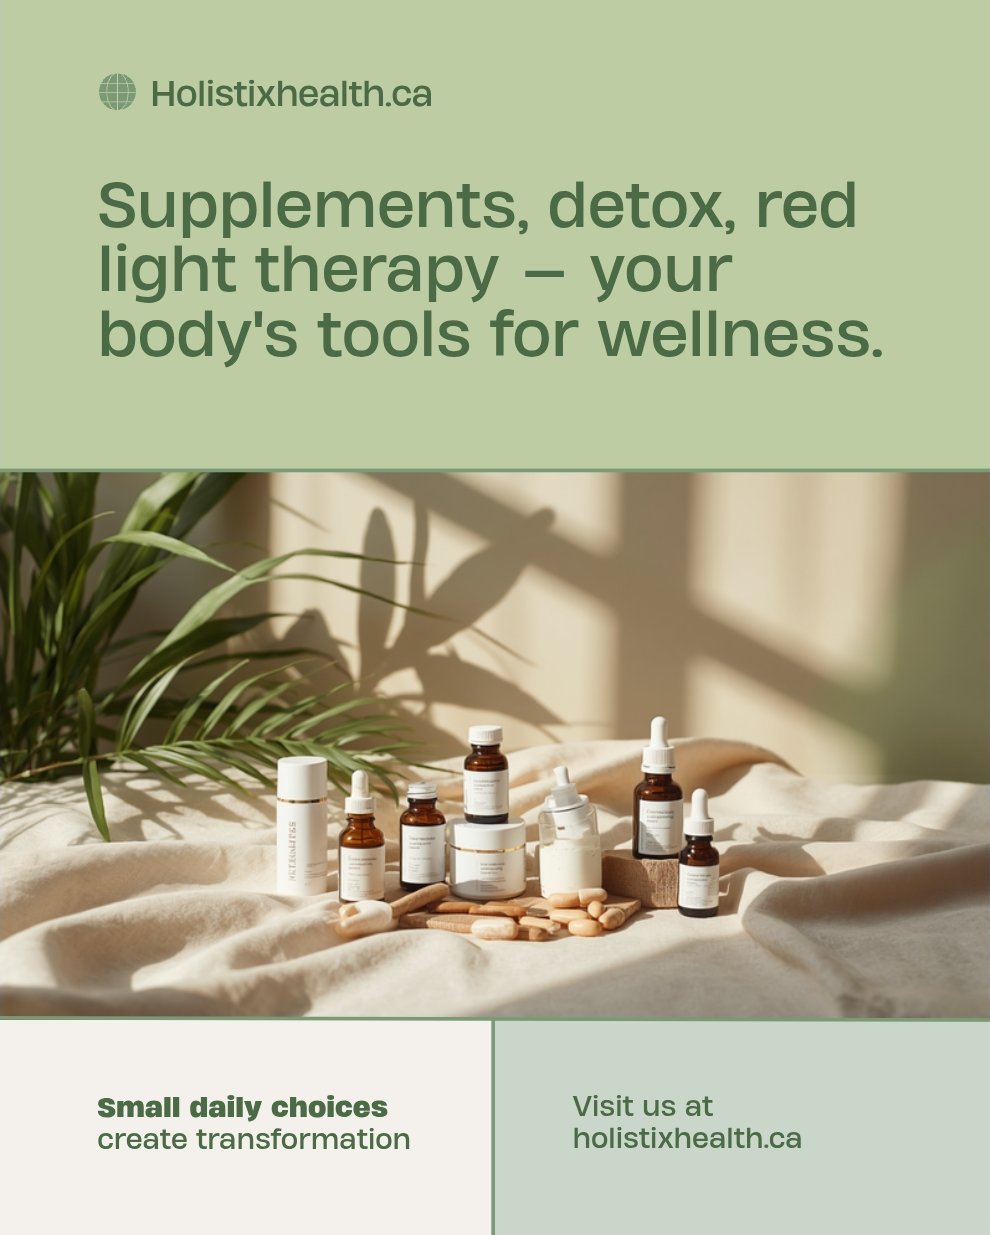 Holistixhealth.ca
Supplements, detox, red
light therapy – your
body's tools for wellness.
Small daily choices
create transformation
Visit us at
holistixhealth.ca